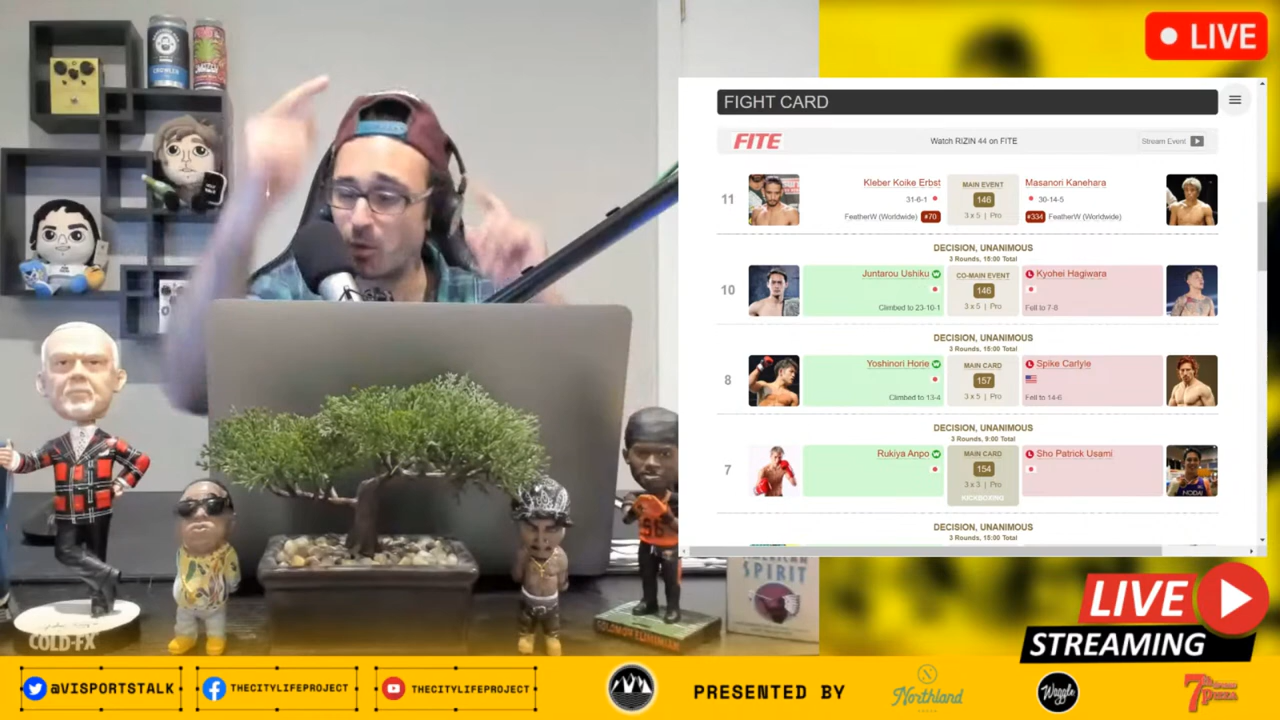 LIVE
FIGHT CARD
FITE
Watch RIZIN 44 on FITE
Stream Event
11
Kleber Koike Erbst
31-6-1
FeatherW (Worldwide) #70
MAIN EVENT
146
3 x 5 | Pro
Masanori Kanehara
30-14-5
#334 FeatherW (Worldwide)
DECISION, UNANIMOUS
3 Rounds, 15:00 Total
10
Juntarou Ushiku W
Climbed to 23-10-1
CO-MAIN EVENT
146
3 x 5 | Pro
L Kyohei Hagiwara
Fell to 7-8
DECISION, UNANIMOUS
3 Rounds, 15:00 Total
8
Yoshinori Horie W
Climbed to 13-4
MAIN CARD
157
3 x 5 | Pro
L Spike Carlyle
Fell to 14-6
DECISION, UNANIMOUS
3 Rounds, 9:00 Total
7
Rukiya Anpo W
MAIN CARD
154
3 x 3 | Pro
KICKBOXING
L Sho Patrick Usami
DECISION, UNANIMOUS
3 Rounds, 15:00 Total
SPIRIT
COLD-FX
SOLOMON ELIMIMIAN
LIVE
STREAMING
@VISPORTSTALK
THECITYLIFEPROJECT
THECITYLIFEPROJECT
PRESENTED BY
N
Northland
Waggle